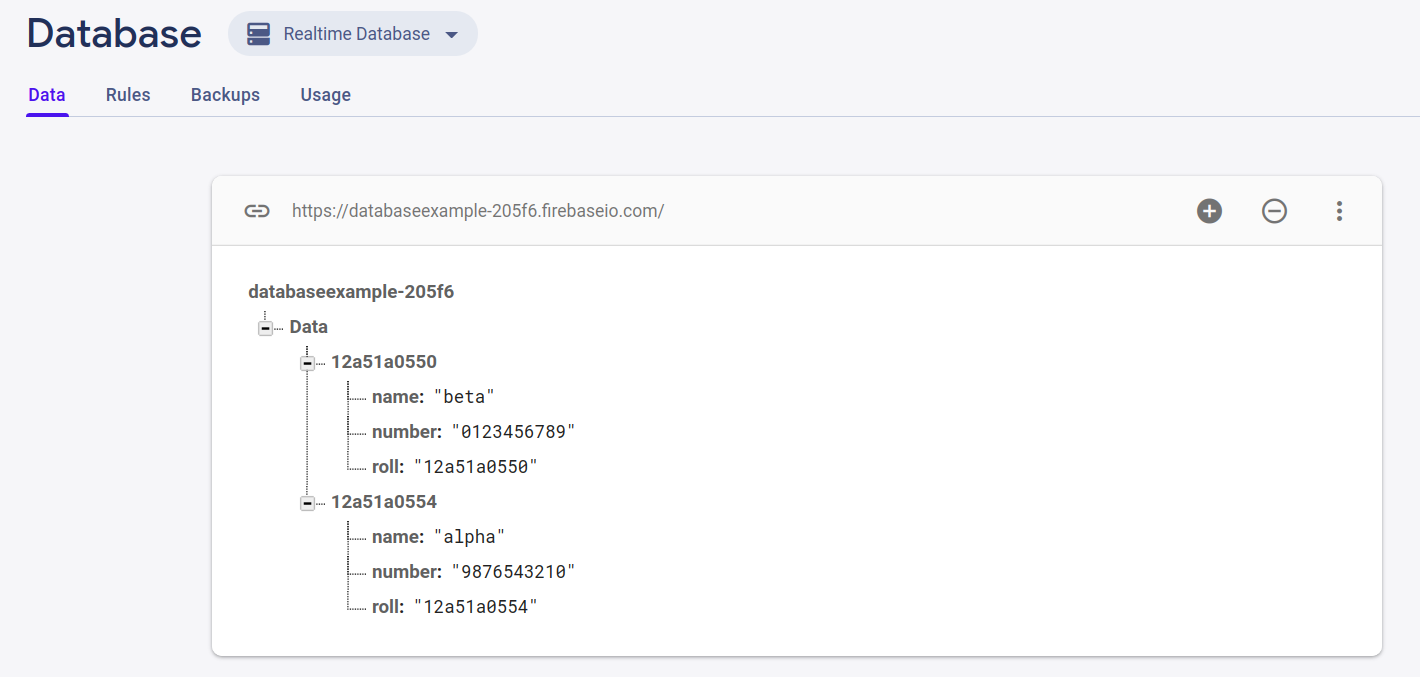 Database Realtime Database
Data Rules Backups Usage
https://databaseexample-205f6.firebaseio.com/
databaseexample-205f6
Data
12a51a0550
name: "beta"
number: "0123456789"
roll: "12a51a0550"
12a51a0554
name: "alpha"
number: "9876543210"
roll: "12a51a0554"